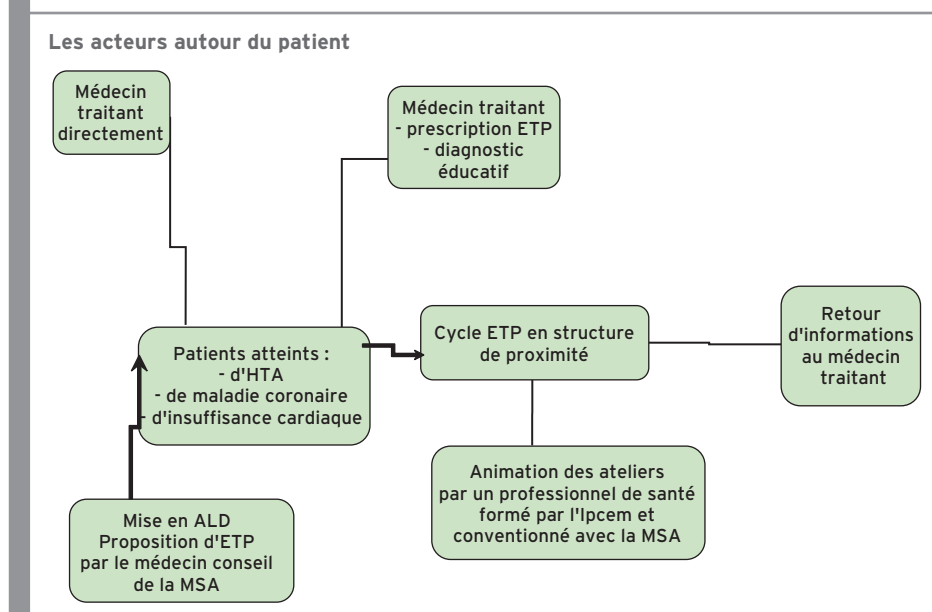 Les acteurs autour du patient
Médecin
traitant
directement
Médecin traitant
- prescription ETP
- diagnostic
éducatif
Patients atteints :
- d'HTA
- de maladie coronaire
- d'insuffisance cardiaque
Cycle ETP en structure
de proximité
Retour
d'informations
au médecin
traitant
Animation des ateliers
par un professionnel de santé
formé par l'Ipcem et
conventionné avec la MSA
Mise en ALD
Proposition d'ETP
par le médecin conseil
de la MSA